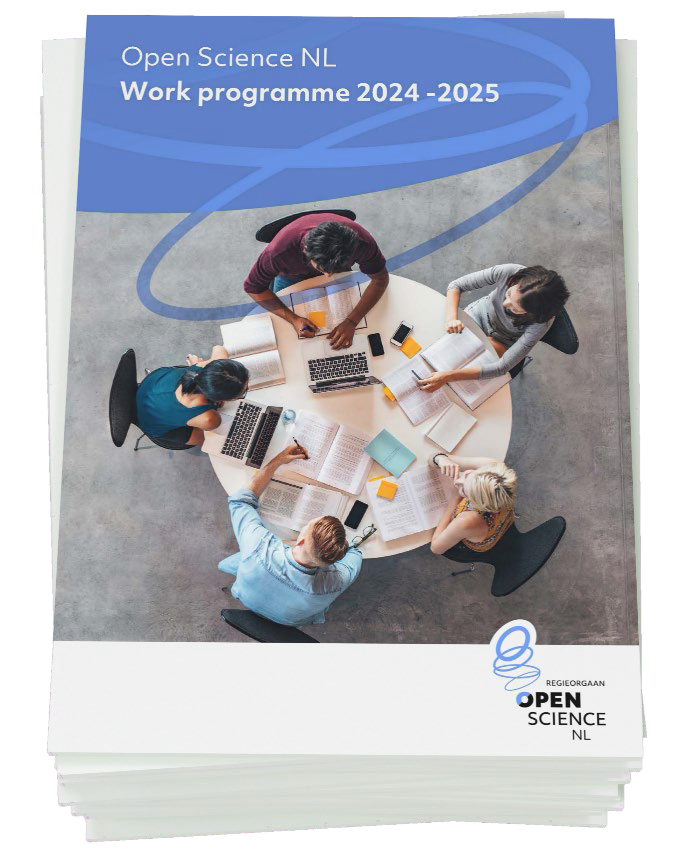 Open Science NL
Work programme 2024 -2025
REGIEORGAAN
OPEN
SCIENCE
NL